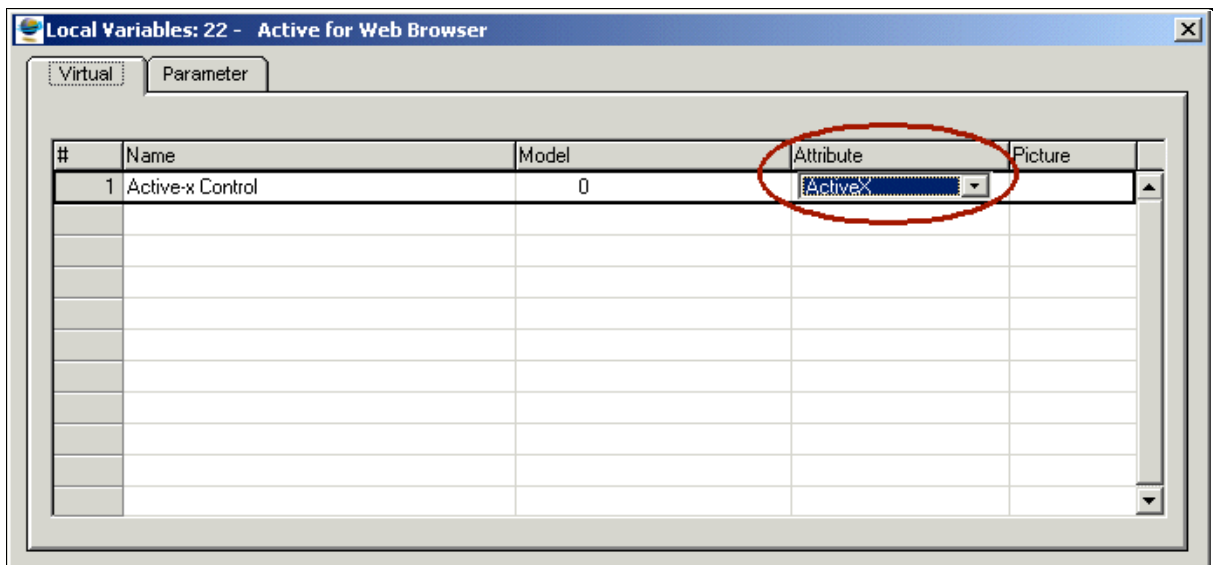 Local Variables: 22 -   Active for Web Browser
Virtual Parameter
# Name Model Attribute Picture
1 Active-x Control 0 ActiveX